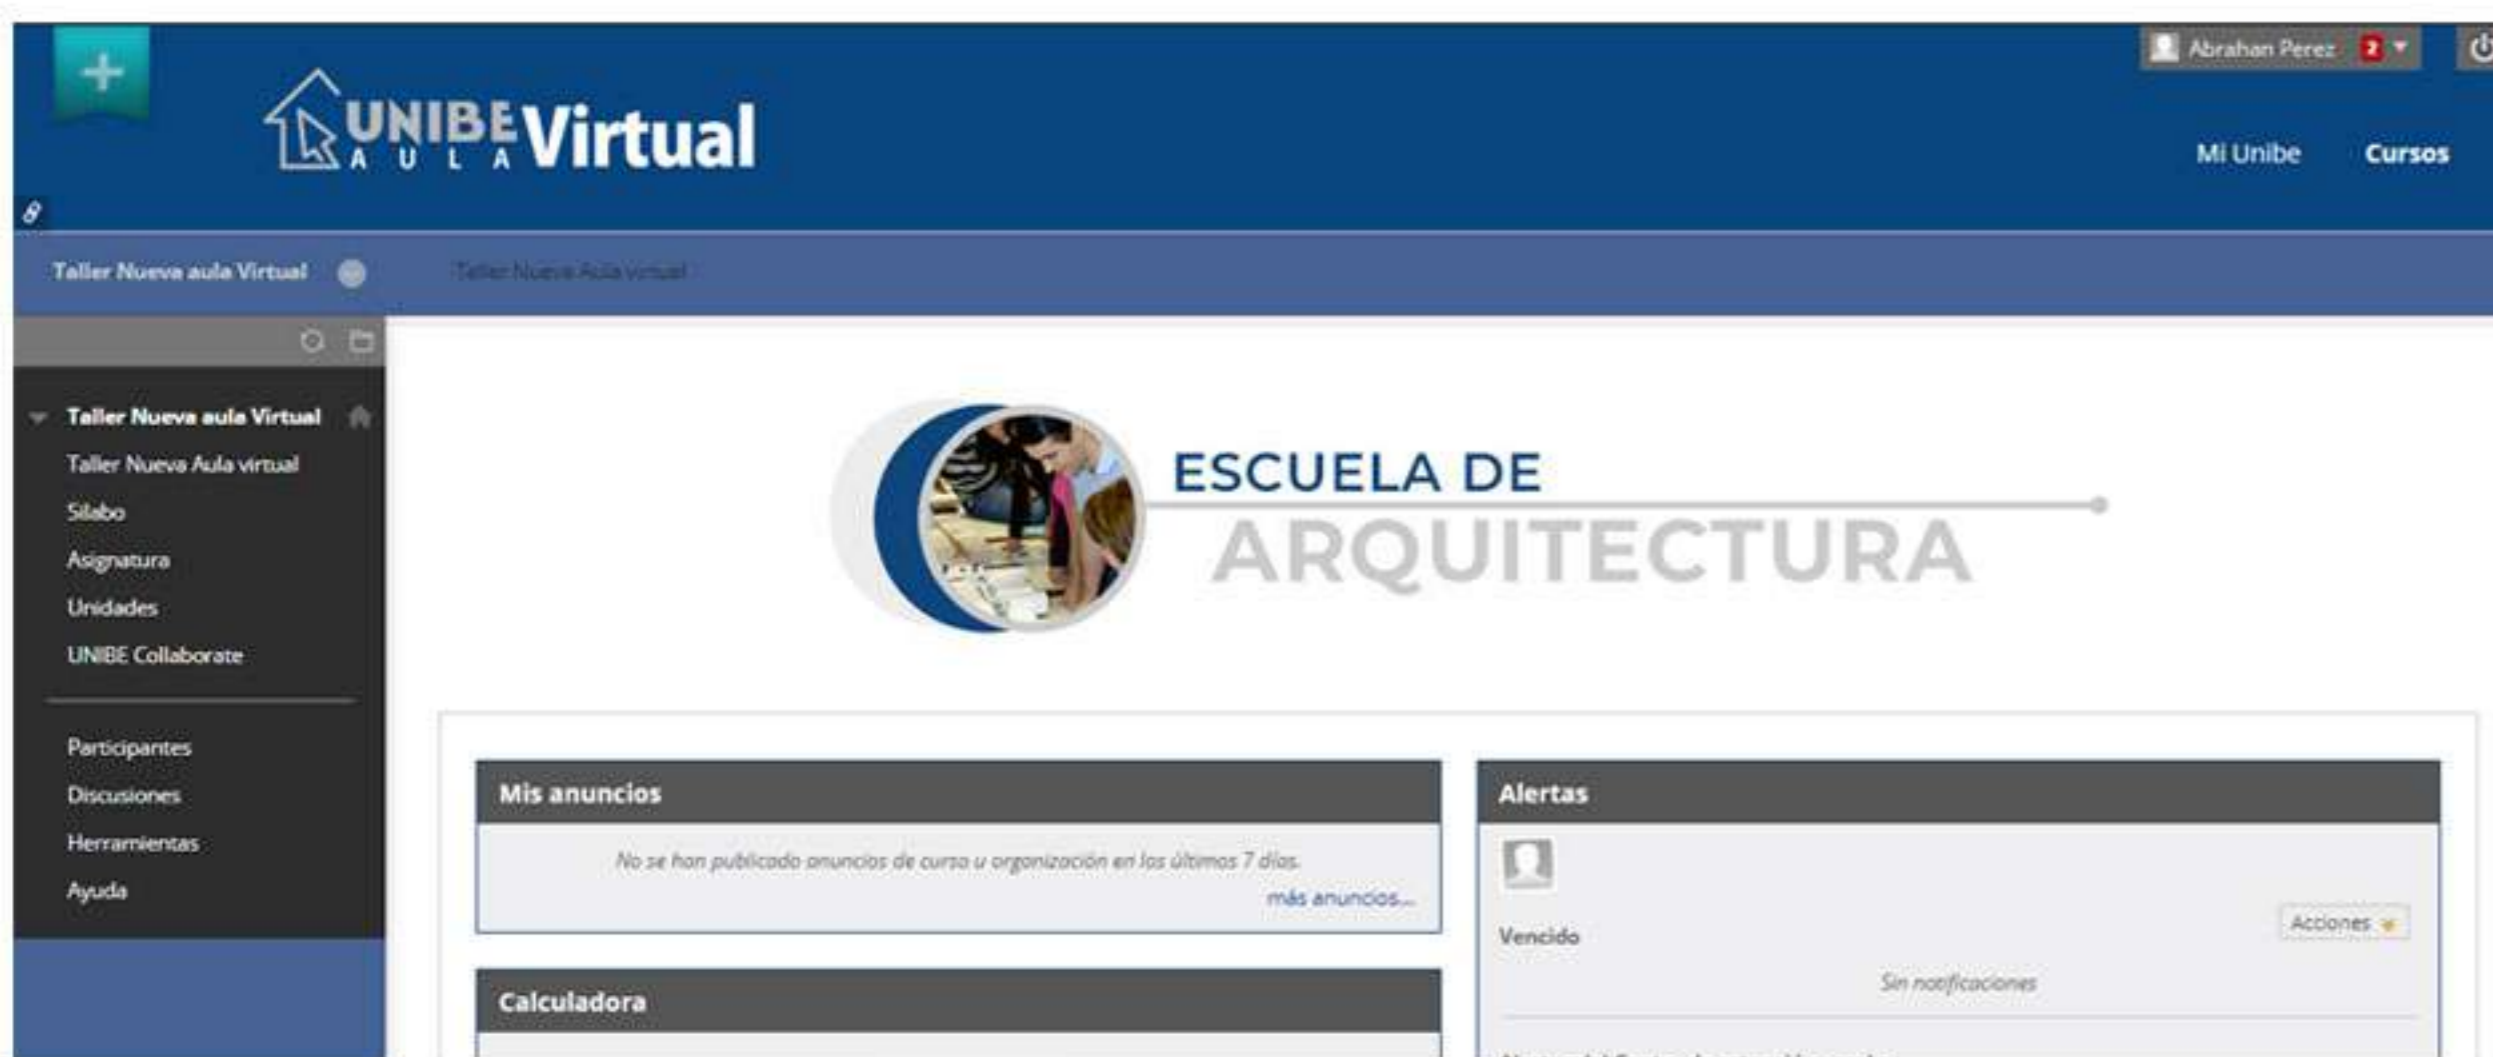 Abrahan Perez 2
UNIBE Virtual
AULA
Mi Unibe Cursos
Taller Nueva aula Virtual Taller Nueva Aula virtual
Taller Nueva aula Virtual
Taller Nueva Aula virtual
Sílabo
Asignatura
Unidades
UNIBE Collaborate
Participantes
Discusiones
Herramientas
Ayuda
ESCUELA DE
ARQUITECTURA
Mis anuncios
No se han publicado anuncios de curso u organización en los últimos 7 días.
más anuncios...
Calculadora
Alertas
Acciones
Vencido
Sin notificaciones